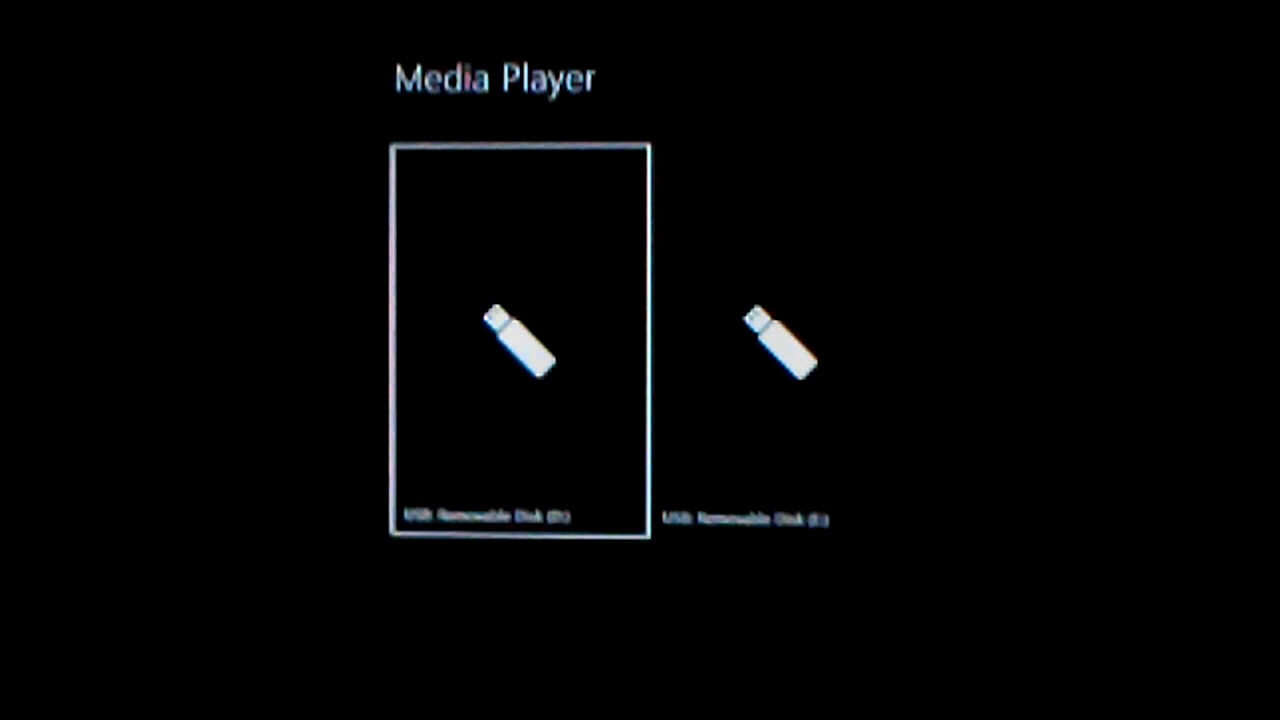 Media Player
USB: Removable Disk (D:)
USB: Removable Disk (E:)